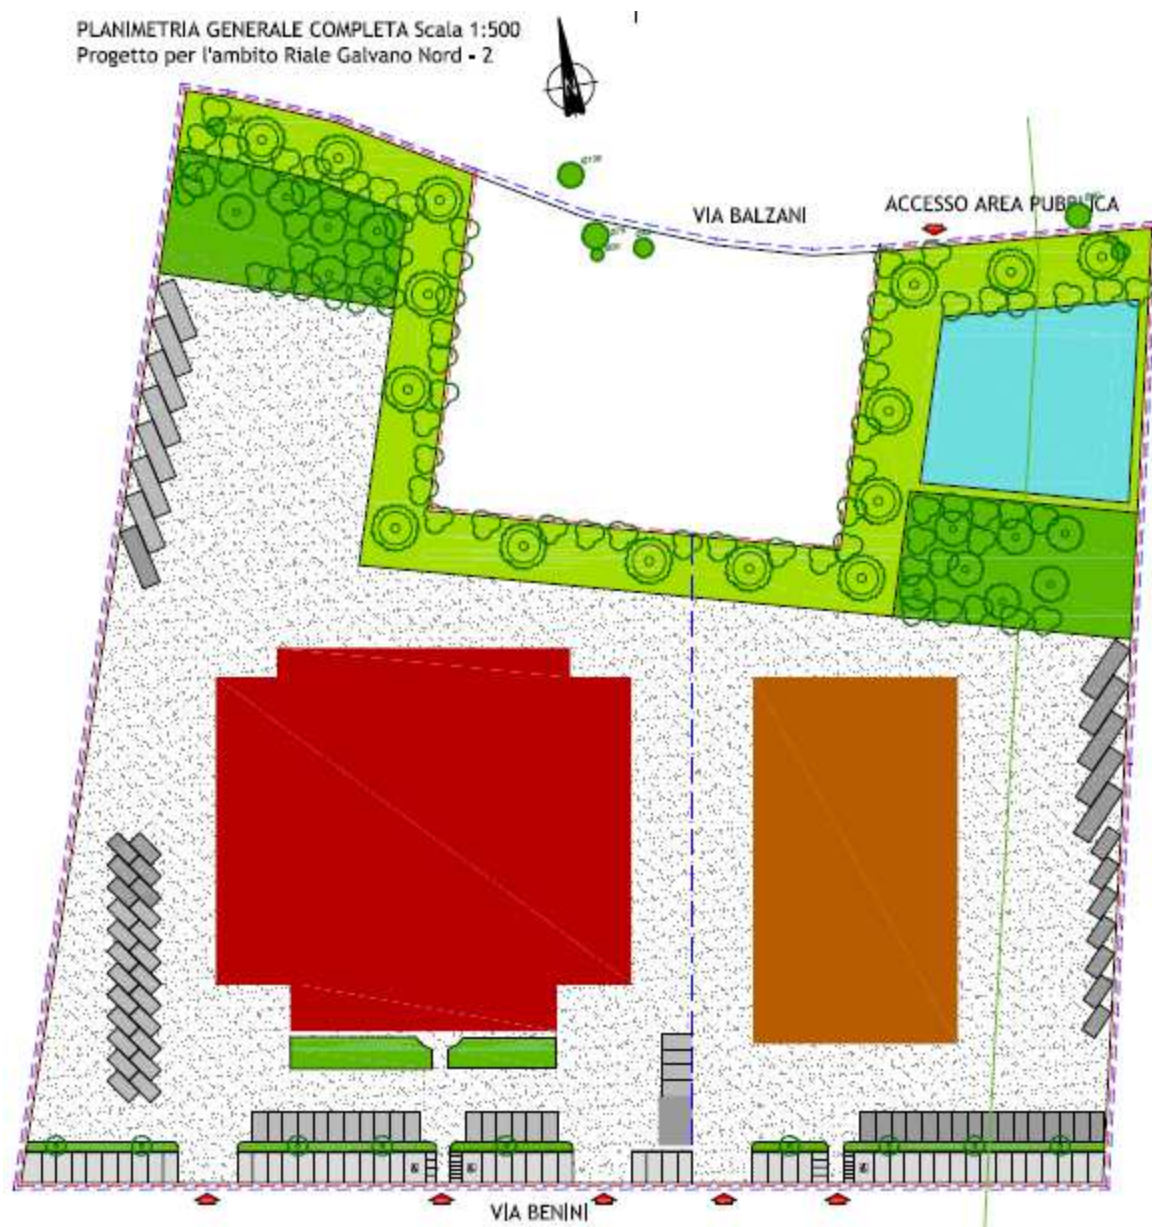 PLANIMETRIA GENERALE COMPLETA Scala 1:500
Progetto per l'ambito Riale Galvano Nord - 2
N
VIA BALZANI
ACCESSO AREA PUBBLICA
VIA BENINI